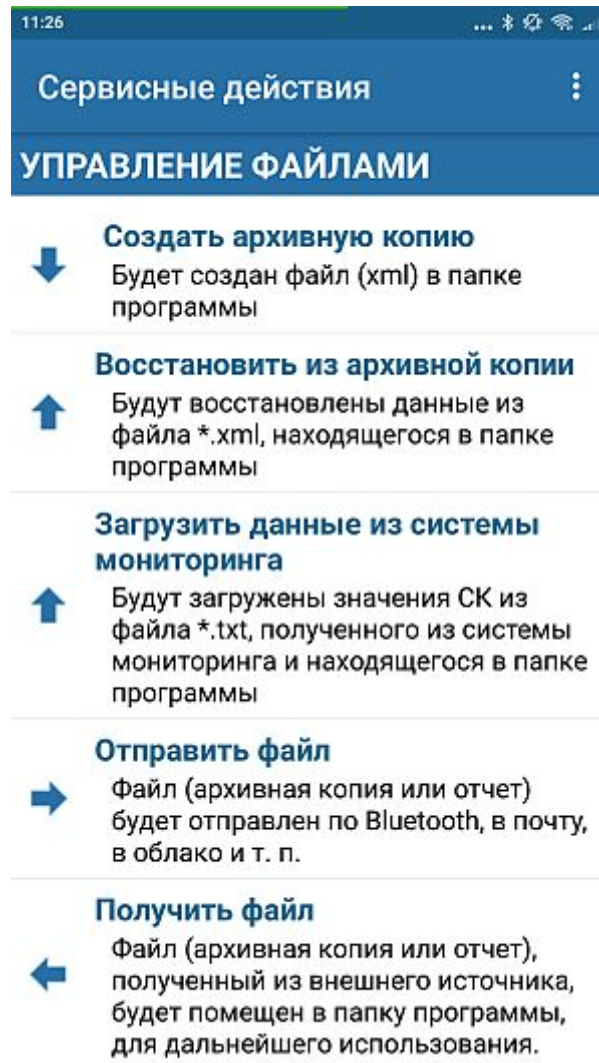 11:26
...
Сервисные действия
УПРАВЛЕНИЕ ФАЙЛАМИ
Создать архивную копию
Будет создан файл (xml) в папке
программы
Восстановить из архивной копии
Будут восстановлены данные из
файла *.xml, находящегося в папке
программы
Загрузить данные из системы
мониторинга
Будут загружены значения СК из
файла *.txt, полученного из системы
мониторинга и находящегося в папке
программы
Отправить файл
Файл (архивная копия или отчет)
будет отправлен по Bluetooth, в почту,
в облако и т. п.
Получить файл
Файл (архивная копия или отчет),
полученный из внешнего источника,
будет помещен в папку программы,
для дальнейшего использования.